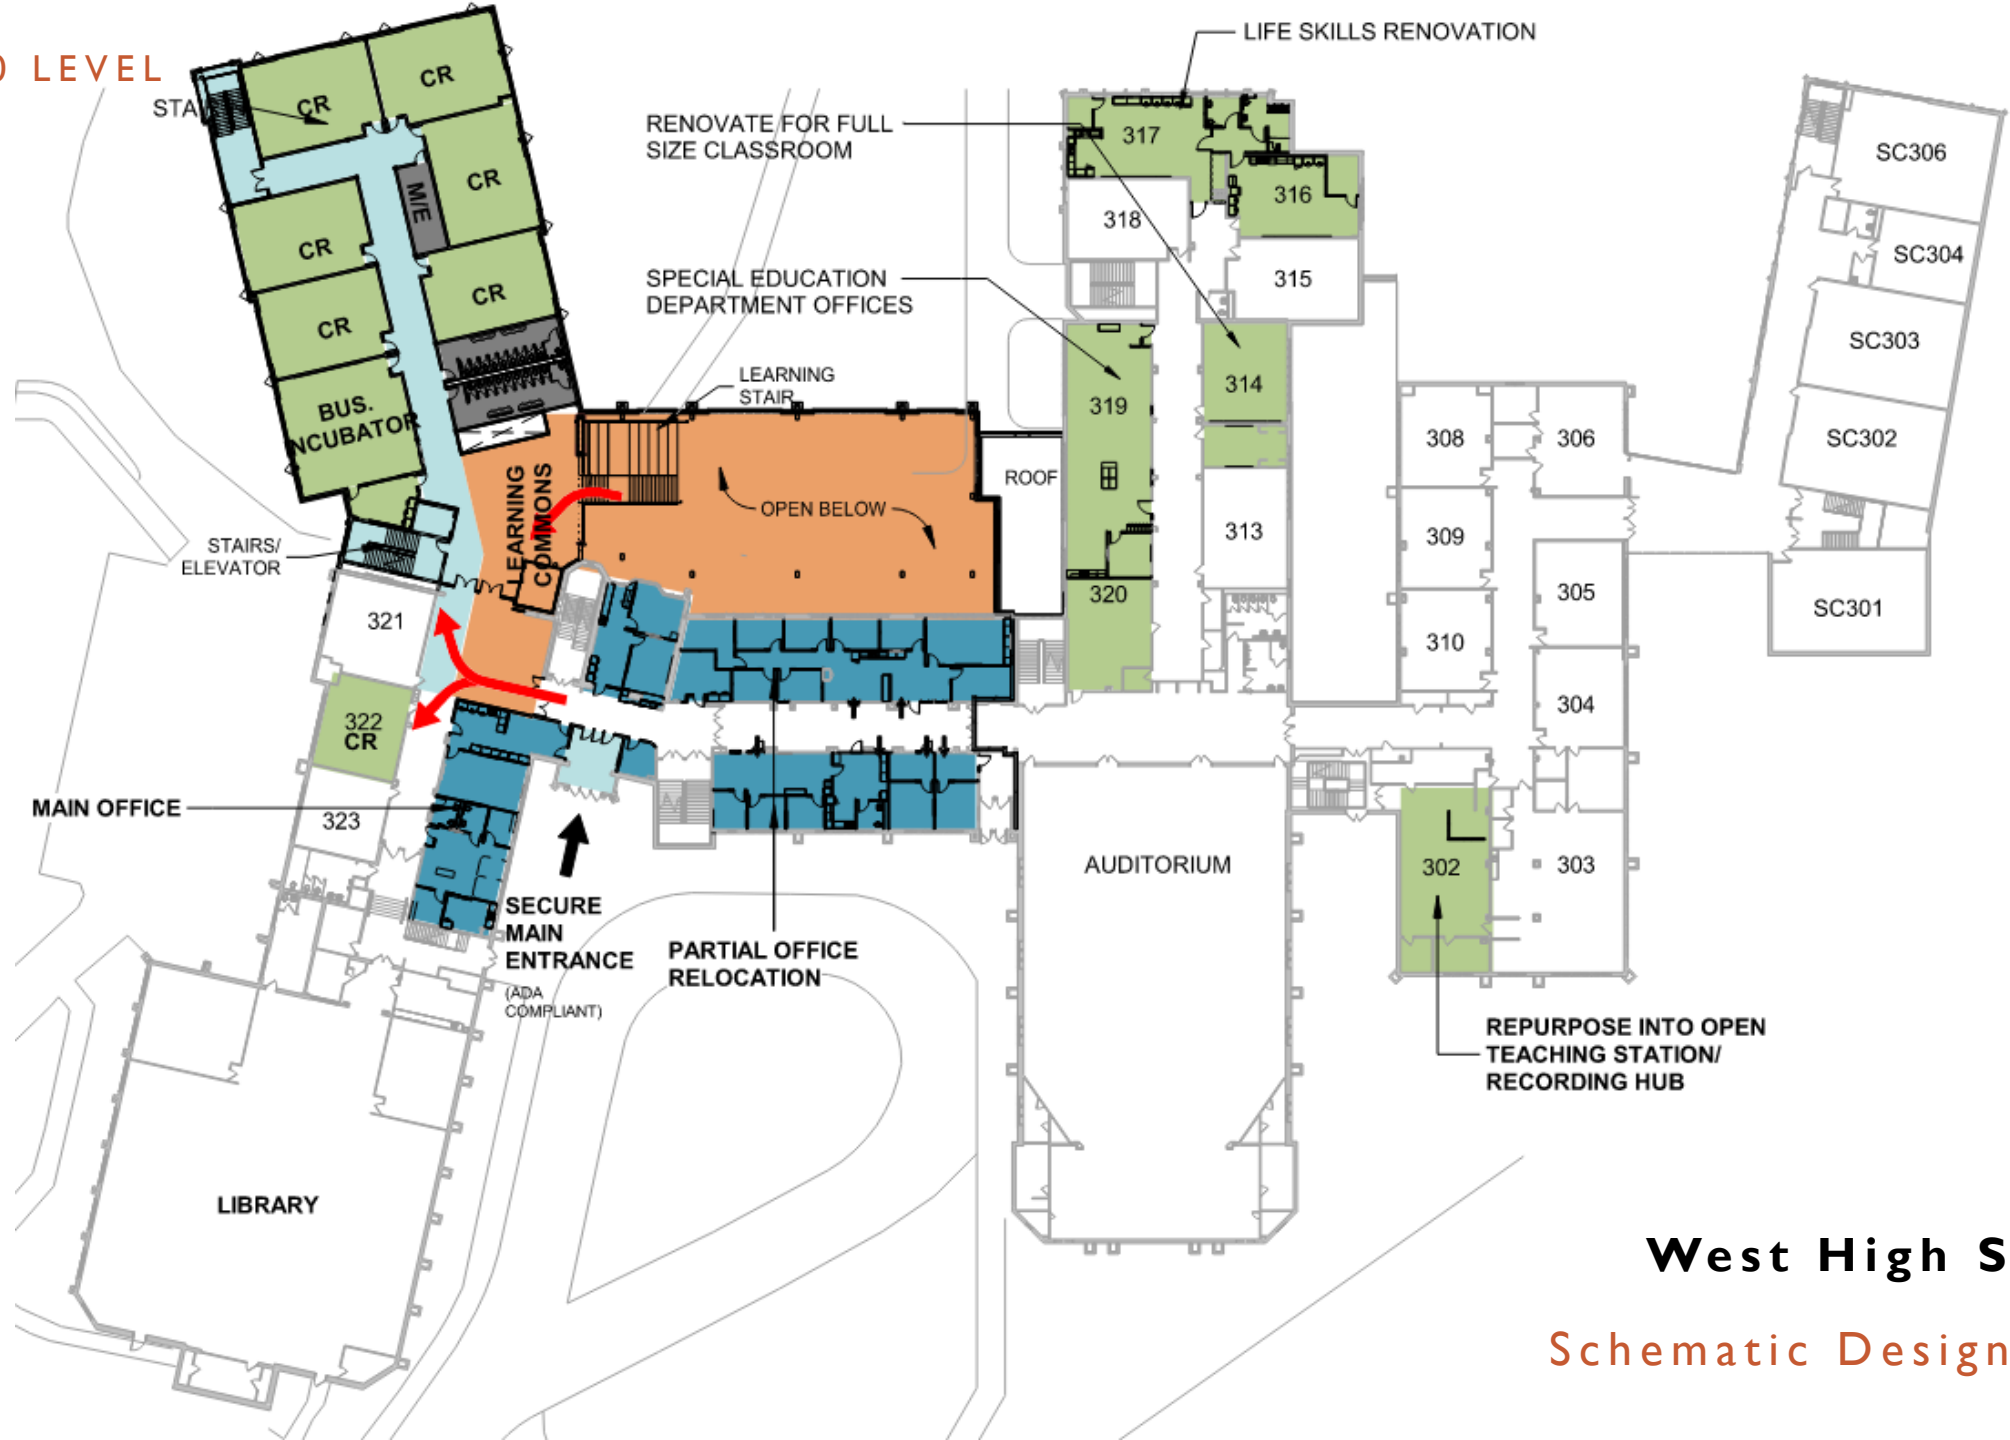 LEVEL
STA
CR
CR
CR
M/E
CR
CR
CR
BUS.
NCUBATOR
LEARNING
COMMONS
LEARNING
STAIR
OPEN BELOW
ROOF
STAIRS/
ELEVATOR
321
322
CR
323
MAIN OFFICE
SECURE
MAIN
ENTRANCE
(ADA
COMPLIANT)
PARTIAL OFFICE
RELOCATION
LIBRARY
LIFE SKILLS RENOVATION
RENOVATE FOR FULL
SIZE CLASSROOM
SPECIAL EDUCATION
DEPARTMENT OFFICES
317
316
318
315
314
319
313
320
308
306
309
305
310
304
302
303
AUDITORIUM
SC306
SC304
SC303
SC302
SC301
REPURPOSE INTO OPEN
TEACHING STATION/
RECORDING HUB
West High S
Schematic Design